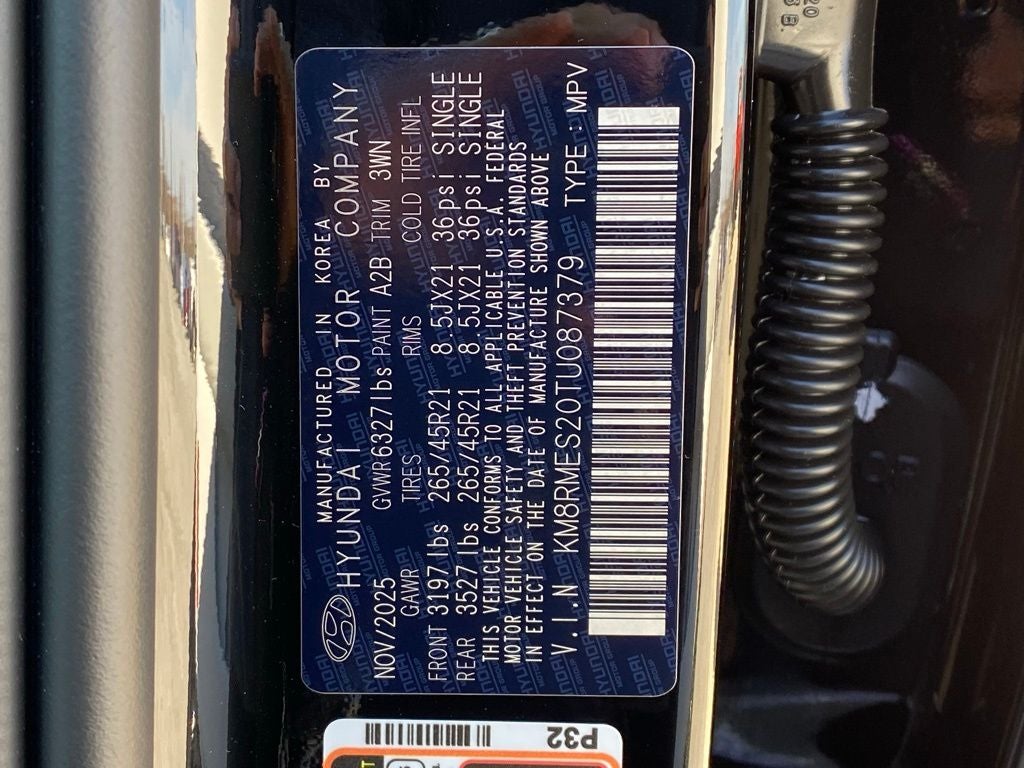 MANUFACTURED IN KOREA BY
HYUNDAI MOTOR COMPANY
NOV/2025 GVWR6327lbs PAINT A2B TRIM 3WN
GAWR TIRES RIMS COLD TIRE INFL
FRONT 3197lbs 265/45R21 8.5JX21 36psi SINGLE
REAR 3527lbs 265/45R21 8.5JX21 36psi SINGLE
THIS VEHICLE CONFORMS TO ALL APPLICABLE U.S.A. FEDERAL
MOTOR VEHICLE SAFETY AND THEFT PREVENTION STANDARDS
IN EFFECT ON THE DATE OF MANUFACTURE SHOWN ABOVE
V.I.N KM8RMES20TU087379 TYPE:MPV
P32